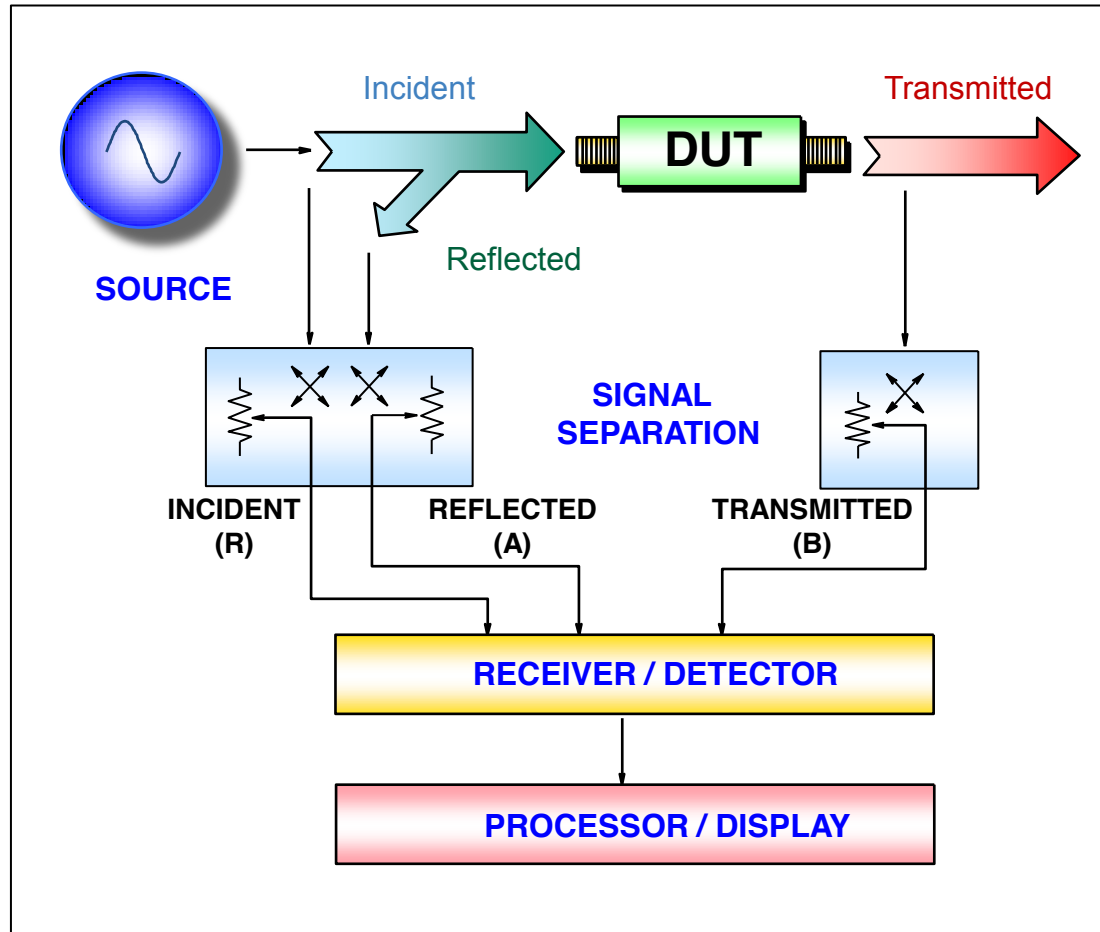 Incident
Transmitted
DUT
Reflected
SOURCE
SIGNAL
SEPARATION
INCIDENT
(R)
REFLECTED
(A)
TRANSMITTED
(B)
RECEIVER / DETECTOR
PROCESSOR / DISPLAY